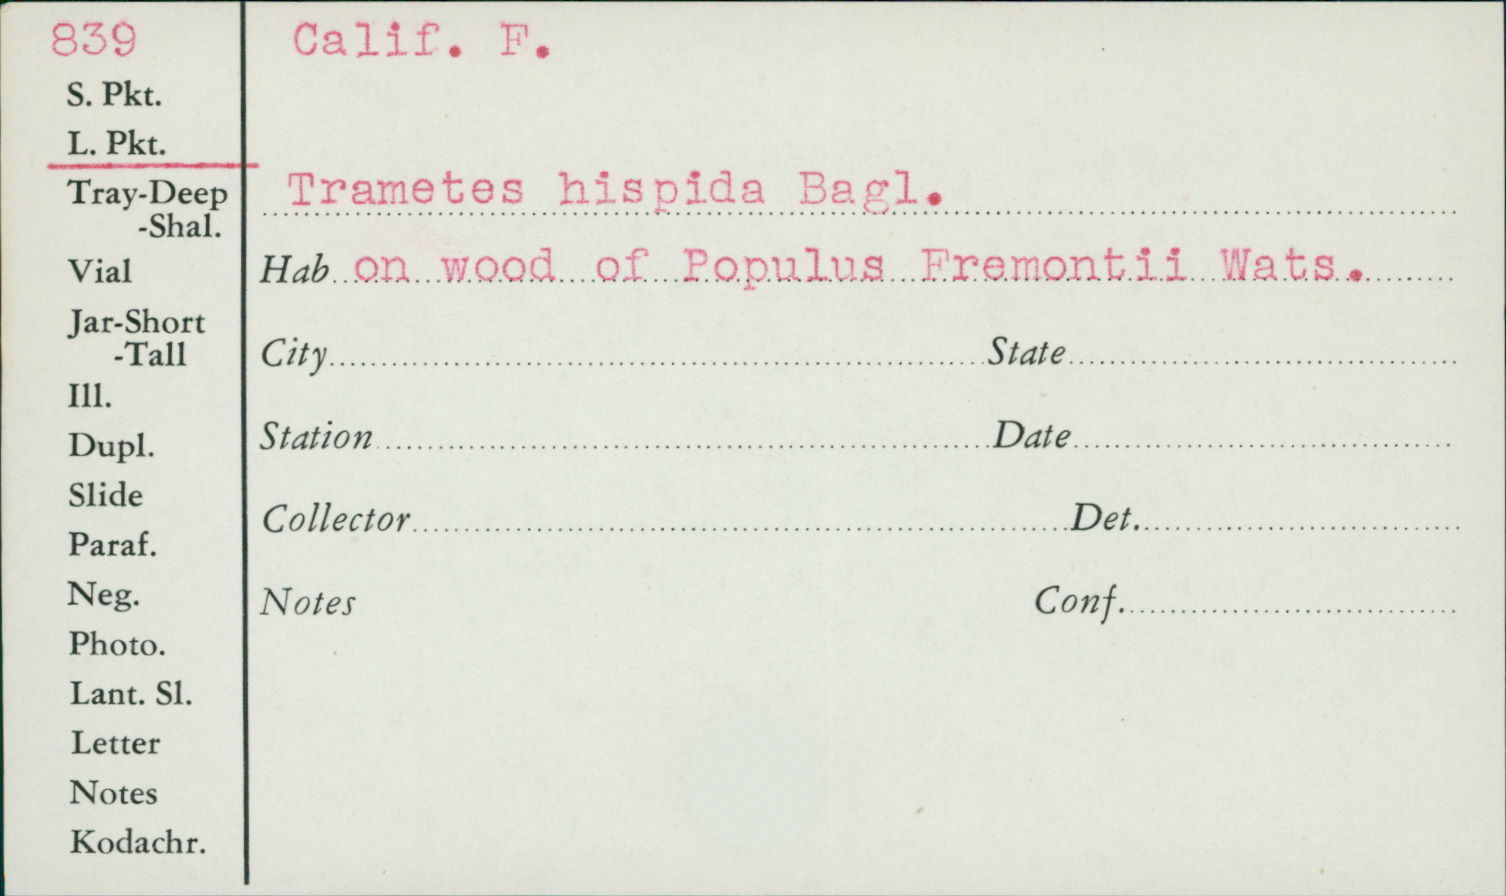 839
S. Pkt.
L. Pkt.
Tray-Deep
-Shal.
Vial
Jar-Short
-Tall
Ill.
Dupl.
Slide
Paraf.
Neg.
Photo.
Lant. Sl.
Letter
Notes
Kodachr.
Calif. F.
Trametes hispida Bagl.
Hab on wood of Populus Fremontii Wats.
City State
Station Date
Collector Det.
Notes Conf.